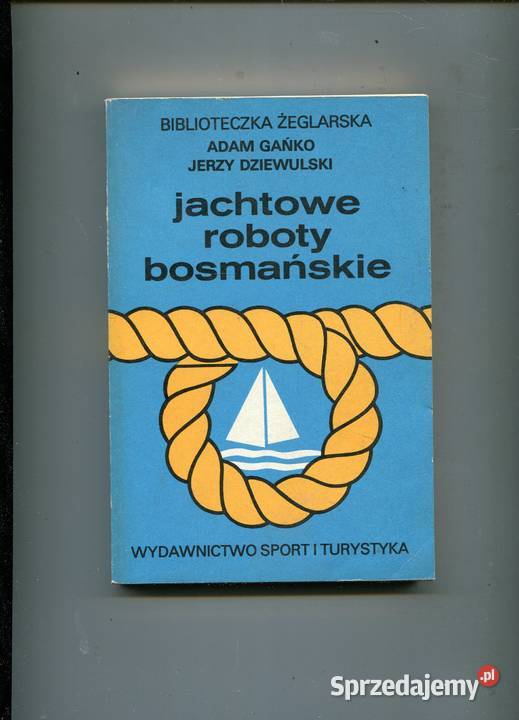 BIBLIOTECZKA ŻEGLARSKA
ADAM GAŃKO
JERZY DZIEWULSKI
jachtowe
roboty
bosmańskie
WYDAWNICTWO SPORT I TURYSTYKA
Sprzedajemy.pl